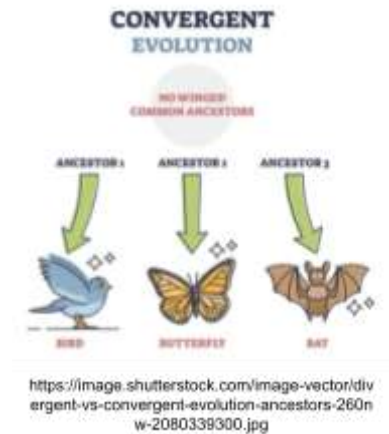 CONVERGENT
EVOLUTION
NO WINGED
COMMON ANCESTORS
ANCESTOR 1 ANCESTOR 2 ANCESTOR 3
BIRD BUTTERFLY BAT
https://image.shutterstock.com/image-vector/div
ergent-vs-convergent-evolution-ancestors-260n
w-2080339300.jpg